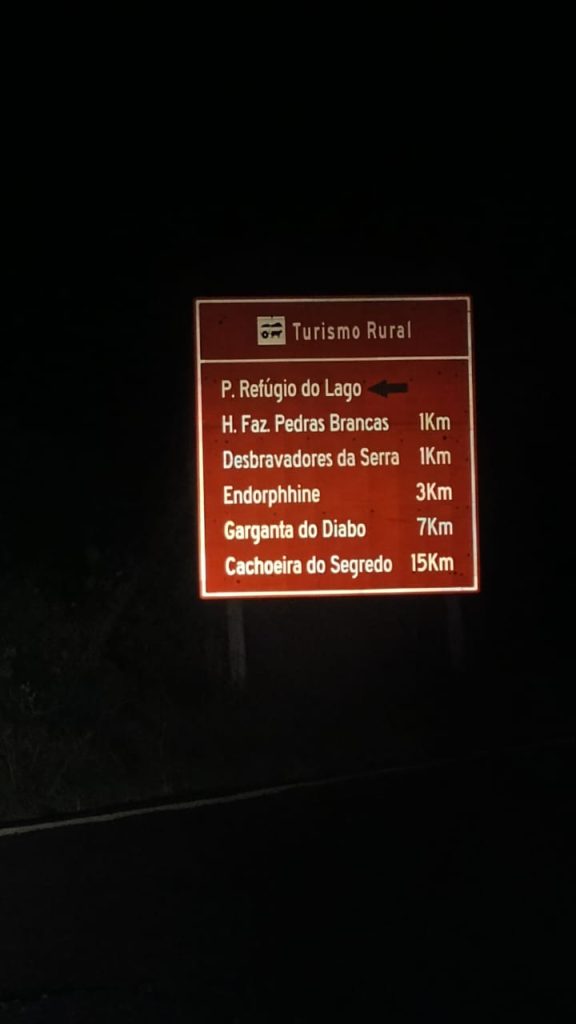 Turismo Rural
P. Refúgio do Lago
H. Faz. Pedras Brancas 1Km
Desbravadores da Serra 1Km
Endorphhine 3Km
Garganta do Diabo 7Km
Cachoeira do Segredo 15Km